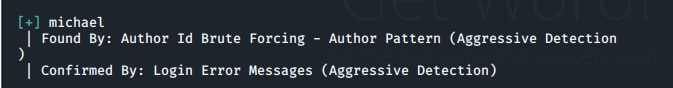 [+] michael
| Found By: Author Id Brute Forcing - Author Pattern (Aggressive Detection
)
| Confirmed By: Login Error Messages (Aggressive Detection)